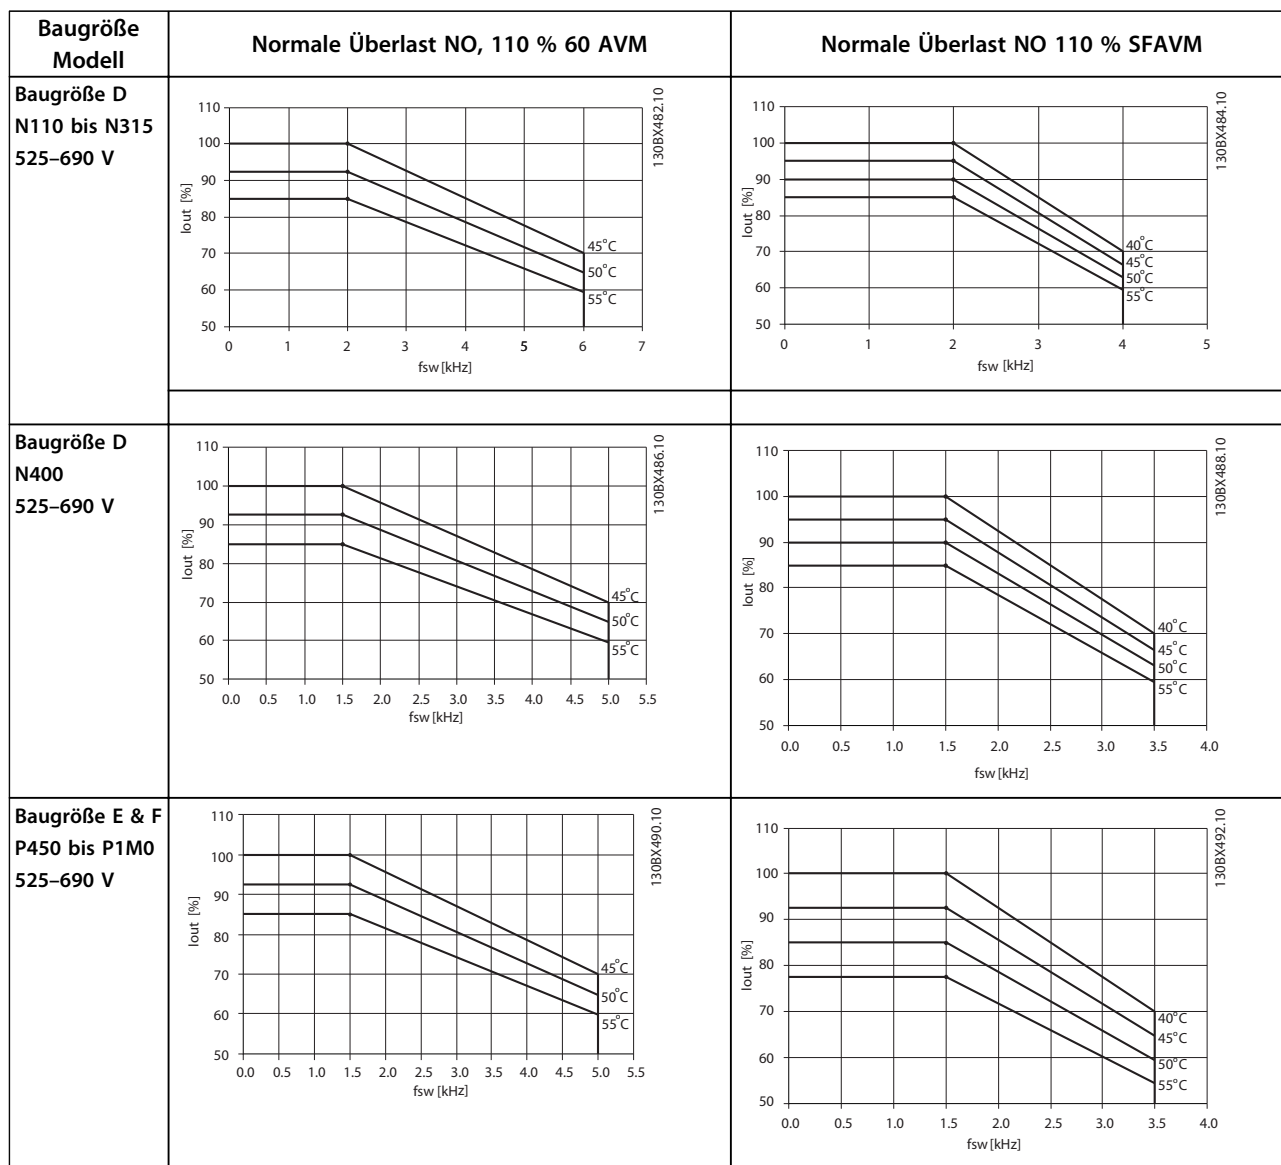 Baugröße
Modell
Normale Überlast NO, 110 % 60 AVM
Normale Überlast NO 110 % SFAVM
Baugröße D
N110 bis N315
525–690 V
Iout [%]
110
100
90
80
70
60
50
0 1 2 3 4 5 6 7
fsw [kHz]
45°C
50°C
55°C
130BX482.10
Iout [%]
110
100
90
80
70
60
50
0 1 2 3 4 5
fsw [kHz]
40°C
45°C
50°C
55°C
130BX484.10
Baugröße D
N400
525–690 V
Iout [%]
110
100
90
80
70
60
50
0.0 0.5 1.0 1.5 2.0 2.5 3.0 3.5 4.0 4.5 5.0 5.5
fsw [kHz]
45°C
50°C
55°C
130BX486.10
Iout [%]
110
100
90
80
70
60
50
0.0 0.5 1.0 1.5 2.0 2.5 3.0 3.5 4.0
fsw [kHz]
40°C
45°C
50°C
55°C
130BX488.10
Baugröße E & F
P450 bis P1M0
525–690 V
Iout [%]
110
100
90
80
70
60
50
0.0 0.5 1.0 1.5 2.0 2.5 3.0 3.5 4.0 4.5 5.0 5.5
fsw [kHz]
45°C
50°C
55°C
130BX490.10
Iout [%]
110
100
90
80
70
60
50
0.0 0.5 1.0 1.5 2.0 2.5 3.0 3.5 4.0
fsw [kHz]
40°C
45°C
50°C
55°C
130BX492.10